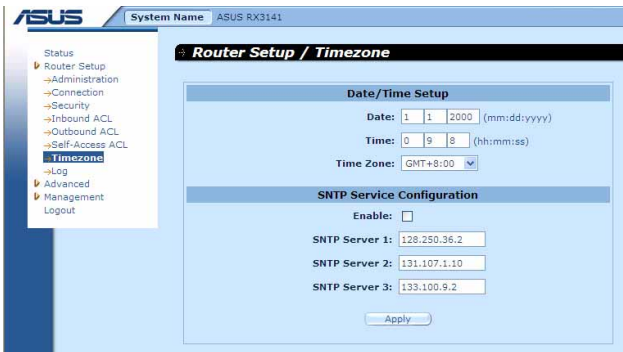 ASUS
System Name ASUS RX3141
Status
Router Setup
→Administration
→Connection
→Security
→Inbound ACL
→Outbound ACL
→Self-Access ACL
→Timezone
→Log
Advanced
Management
Logout
Router Setup / Timezone
Date/Time Setup
Date: 1 1 2000 (mm:dd:yyyy)
Time: 0 9 8 (hh:mm:ss)
Time Zone: GMT+8:00
SNTP Service Configuration
Enable:
SNTP Server 1: 128.250.36.2
SNTP Server 2: 131.107.1.10
SNTP Server 3: 133.100.9.2
Apply